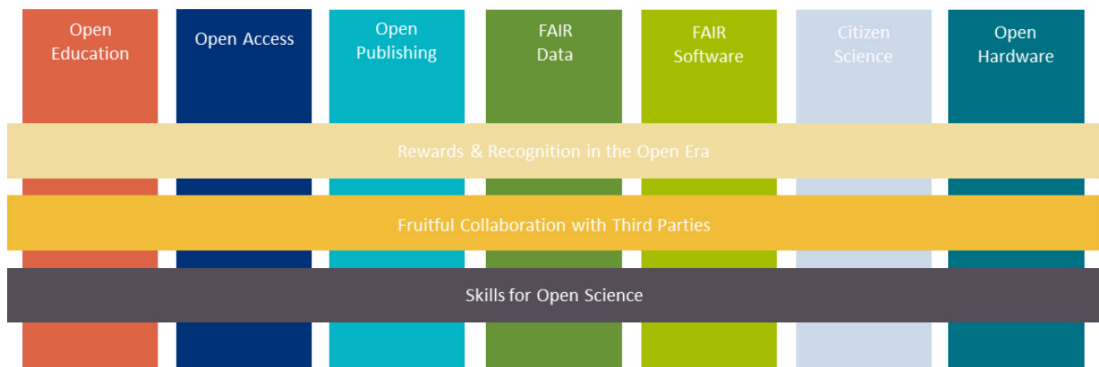 Open
Education
Open Access
Open
Publishing
FAIR
Data
FAIR
Software
Citizen
Science
Open
Hardware
Rewards & Recognition in the Open Era
Fruitful Collaboration with Third Parties
Skills for Open Science